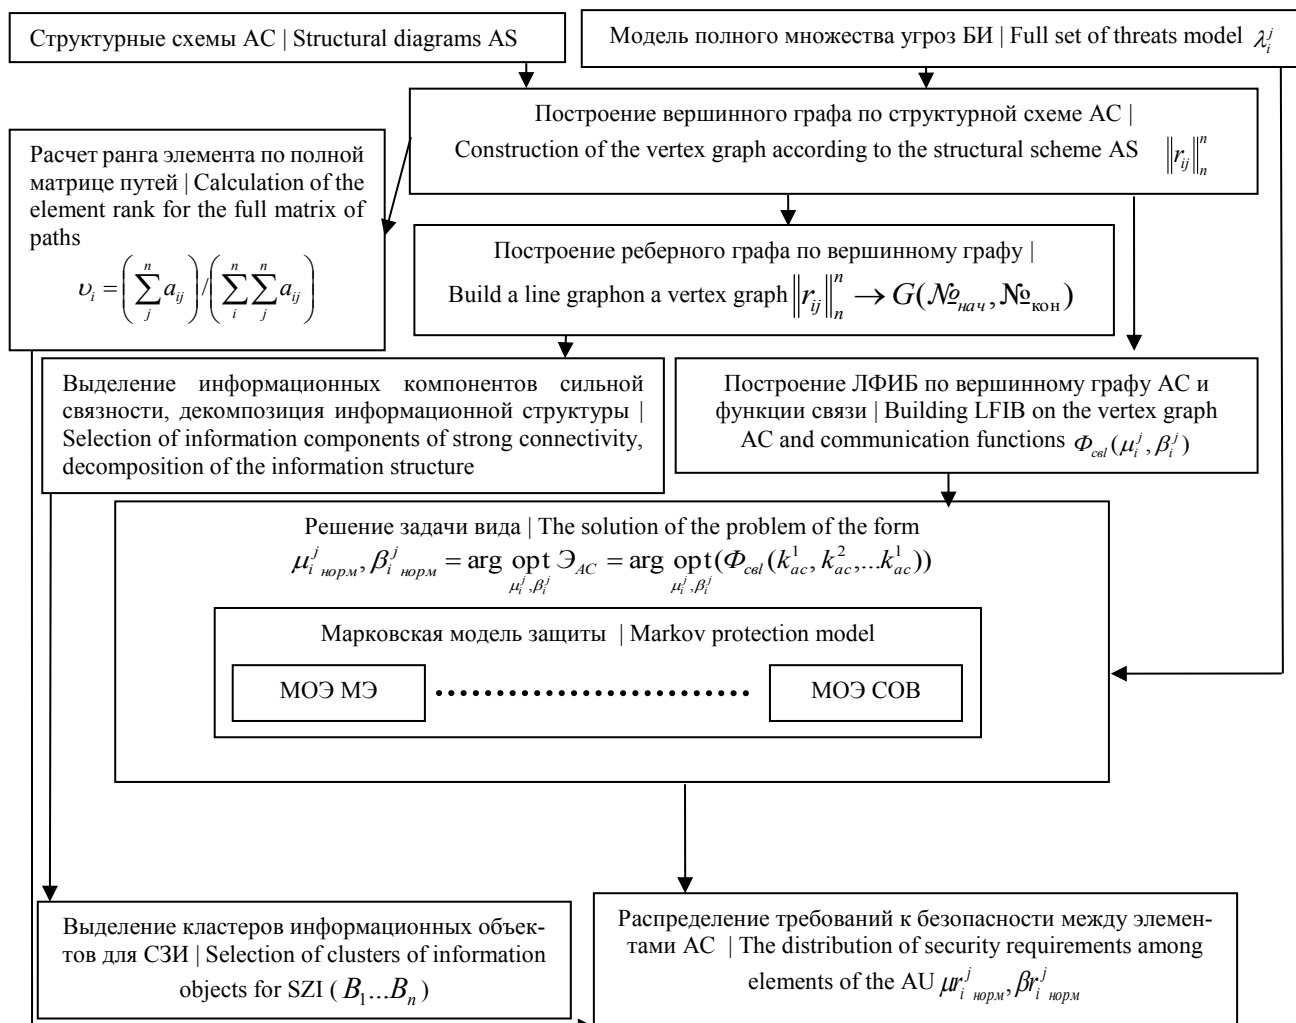 Структурные схемы АС | Structural diagrams AS
Модель полного множества угроз БИ | Full set of threats model λ_i^j
Построение вершинного графа по структурной схеме АС |
Construction of the vertex graph according to the structural scheme AS ‖r_ij‖_n^n
Расчет ранга элемента по полной
матрице путей | Calculation of the
element rank for the full matrix of
paths
υ_i = (∑_j^n a_ij) / (∑_i^n ∑_j^n a_ij)
Построение реберного графа по вершинному графу |
Build a line graphon a vertex graph ‖r_ij‖_n^n → G(№_нач, №_кон)
Выделение информационных компонентов сильной
связности, декомпозиция информационной структуры |
Selection of information components of strong connectivity,
decomposition of the information structure
Построение ЛФИБ по вершинному графу АС и
функции связи | Building LFIB on the vertex graph
AC and communication functions Φ_свl(μ_i^j, β_i^j)
Решение задачи вида | The solution of the problem of the form
μ_i^j_норм, β_i^j_норм = arg opt_{μ_i^j, β_i^j} Э_АС = arg opt_{μ_i^j, β_i^j}(Φ_свl(k_ac^1, k_ac^2,...k_ac^1))
Марковская модель защиты | Markov protection model
МОЭ МЭ
МОЭ СОВ
Выделение кластеров информационных объек-
тов для СЗИ | Selection of clusters of information
objects for SZI (B_1...B_n)
Распределение требований к безопасности между элемен-
тами АС | The distribution of security requirements among
elements of the AU μr_i^j_норм, βr_i^j_норм